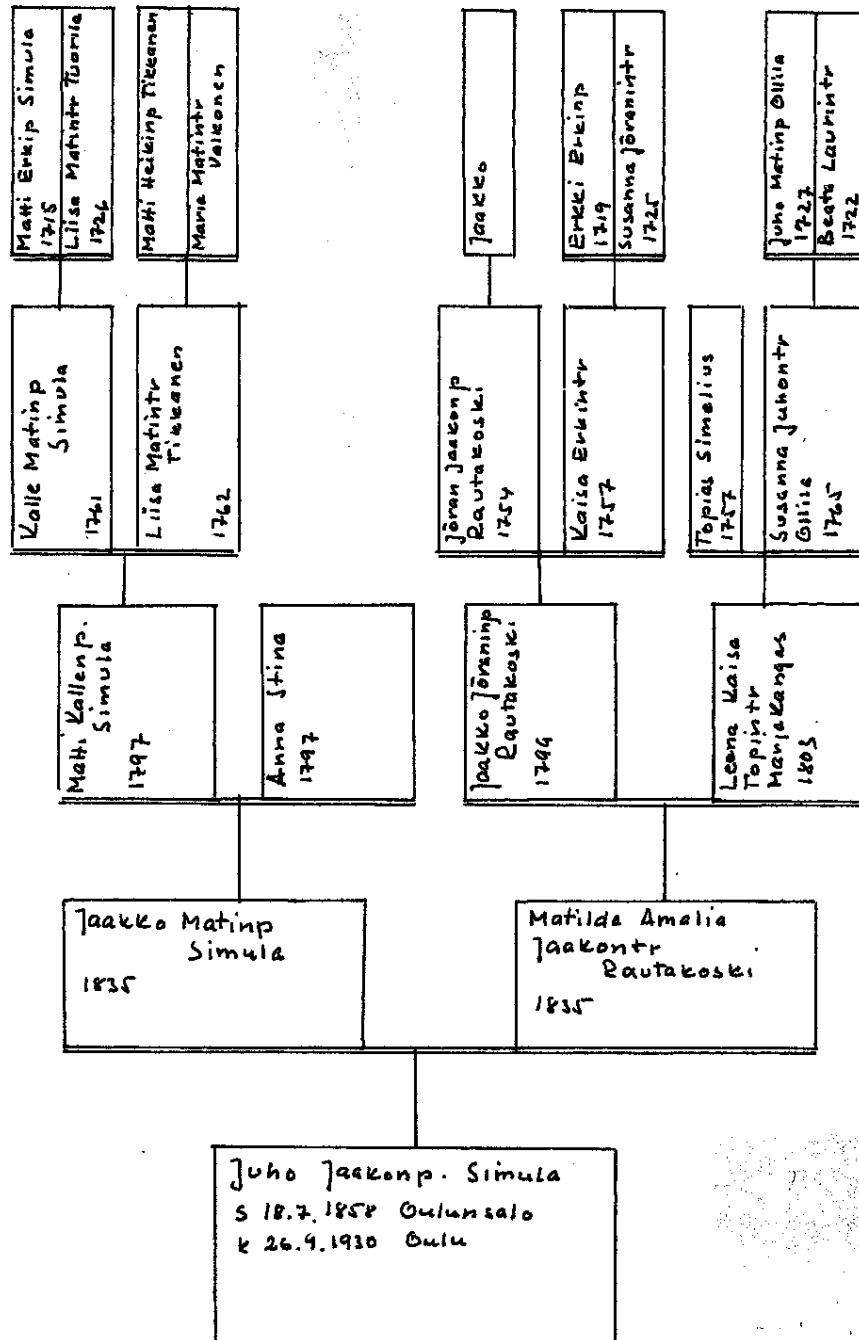 Matti Erkip Simula
1715
Liisa Matintr Tuorila
1726
Matti Heikinp Tikkanen
Maria Matintr
Valkonen
Jaakko
Erkki Erkinp
1719
Susanna Jöranintr
1725
Juho Matinp Ollila
1727
Beata Laurintr
1722
Kalle Matinp
Simula
1761
Liisa Matintr
Tikkanen
1762
Jöran Jaakonp
Rautakoski
1754
Kaisa Erkintr
1757
Topias Simelius
1757
Susanna Juhontr
Ollila
1765
Matti Kallenp.
Simula
1797
Anna Stina
1797
Jaakko Jöraninp
Rautakoski
1794
Leena Kaisa
Topintr
Marjakangas
1803
Jaakko Matinp
Simula
1835
Matilda Amalia
Jaakontr
Rautakoski
1835
Juho Jaakonp. Simula
S 18.7.1858 Oulunsalo
k 26.9.1930 Oulu